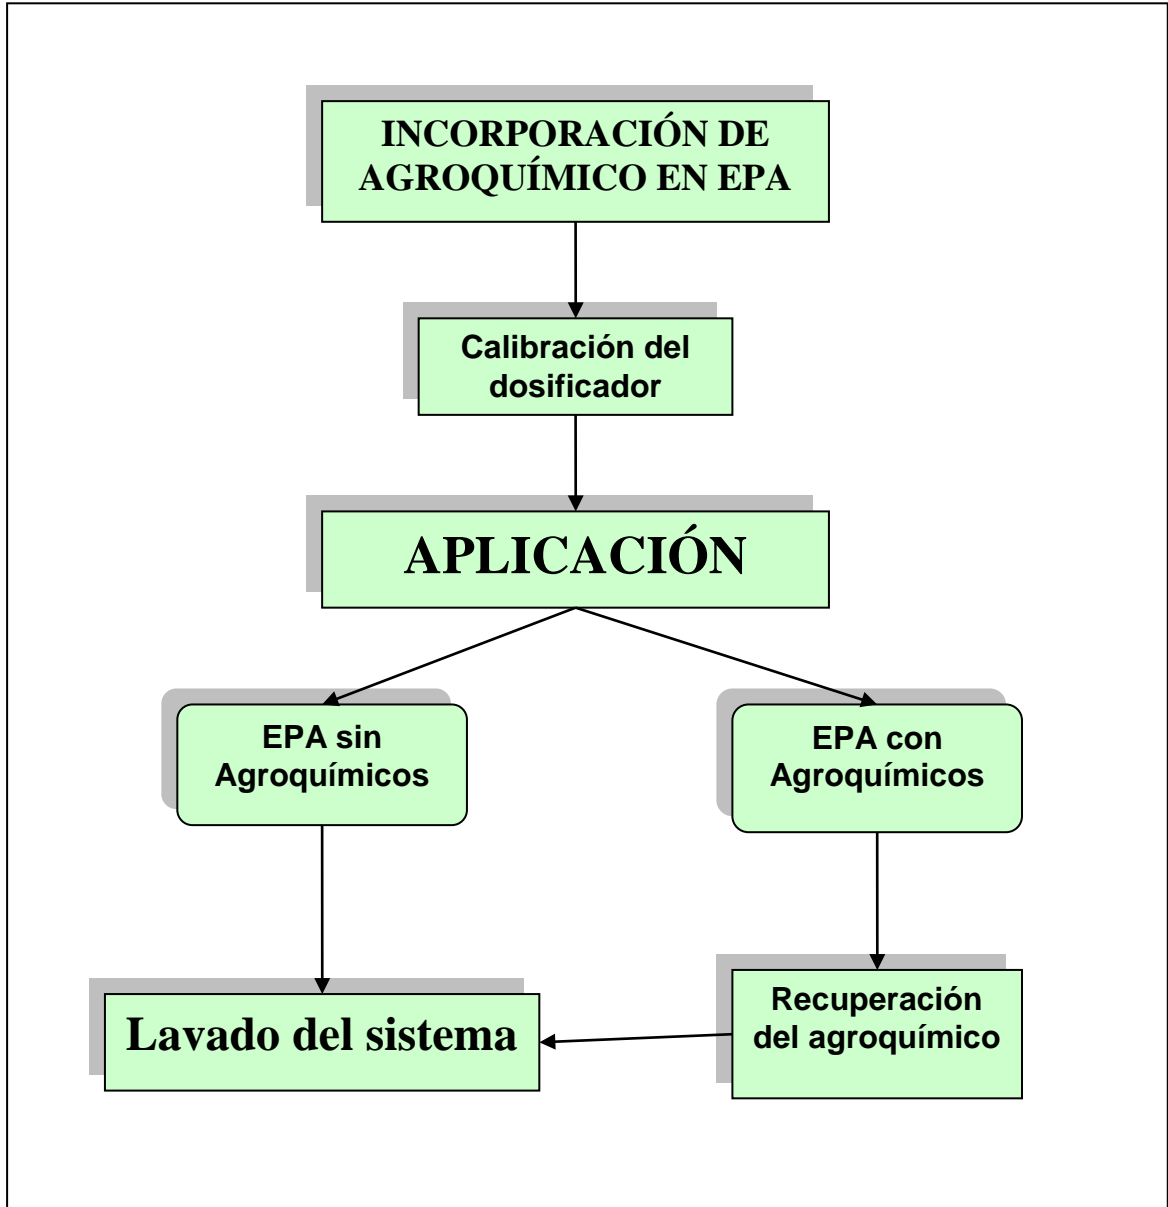 INCORPORACIÓN DE
AGROQUÍMICO EN EPA
Calibración del
dosificador
APLICACIÓN
EPA sin
Agroquímicos
EPA con
Agroquímicos
Recuperación
del agroquímico
Lavado del sistema